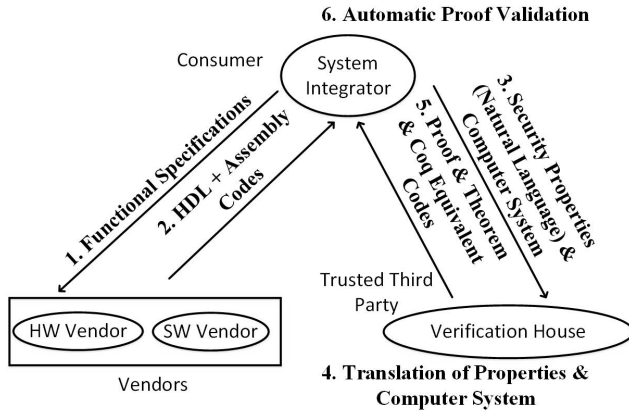 6. Automatic Proof Validation
Consumer
System
Integrator
1. Functional Specifications
2. HDL + Assembly
Codes
3. Security Properties
(Natural Language) &
Computer System
5. Proof & Theorem
& Coq Equivalent
Codes
Trusted Third
Party
HW Vendor
SW Vendor
Verification House
Vendors
4. Translation of Properties &
Computer System